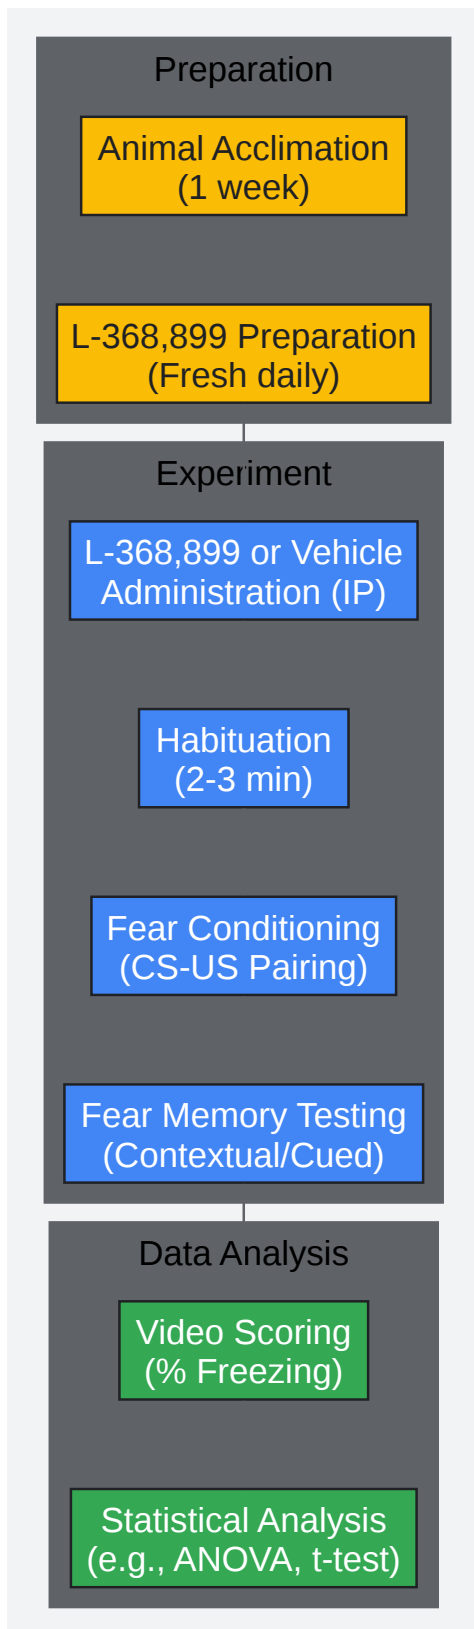 Preparation
Animal Acclimation
(1 week)
L-368,899 Preparation
(Fresh daily)
Experiment
L-368,899 or Vehicle
Administration (IP)
Habituation
(2-3 min)
Fear Conditioning
(CS-US Pairing)
Fear Memory Testing
(Contextual/Cued)
Data Analysis
Video Scoring
(% Freezing)
Statistical Analysis
(e.g., ANOVA, t-test)